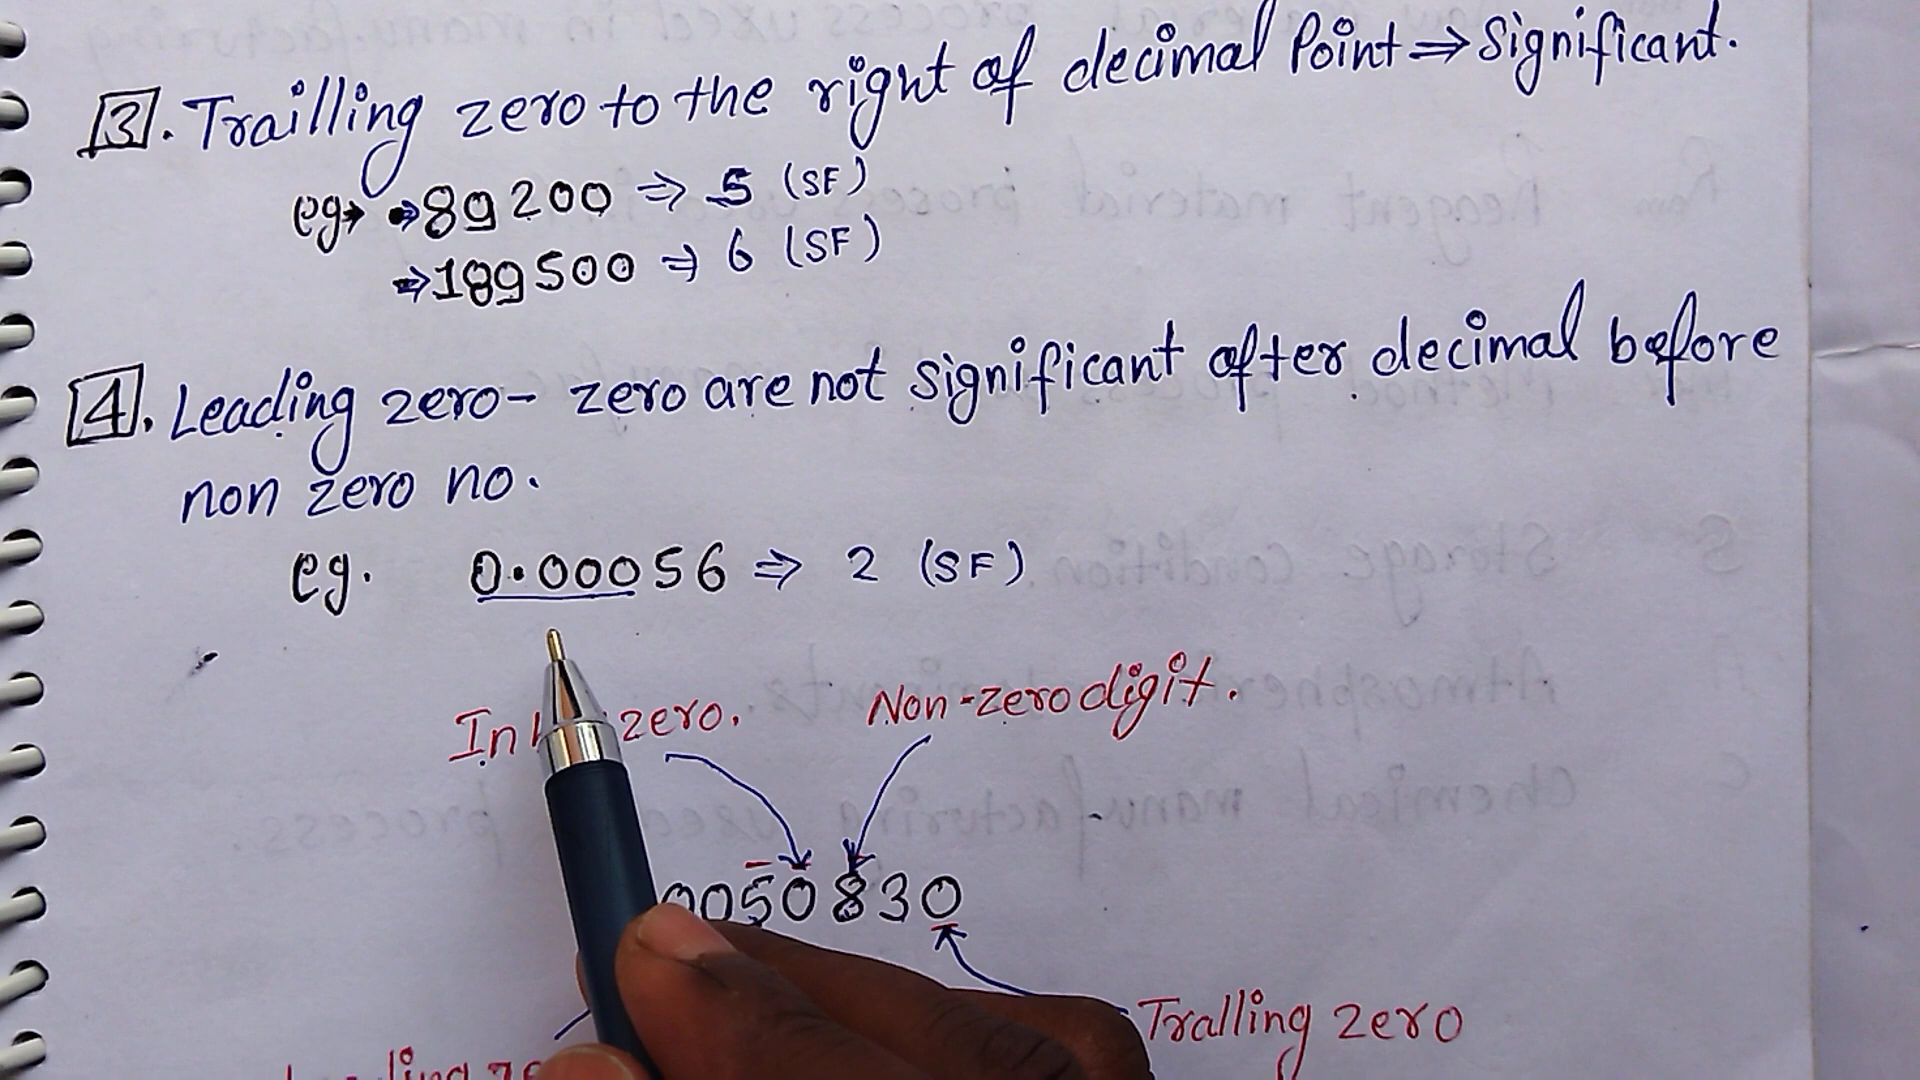 3. Trailling zero to the right of decimal Point ⇒ Significant.
eg→ ⇒89200 ⇒ 5 (SF)
⇒189500 ⇒ 6 (SF)
4. Leading zero- zero are not significant after decimal before
non zero no.
eg. 0.00056 ⇒ 2 (SF)
zero. Non-zero digit.
0050830
Tralling zero